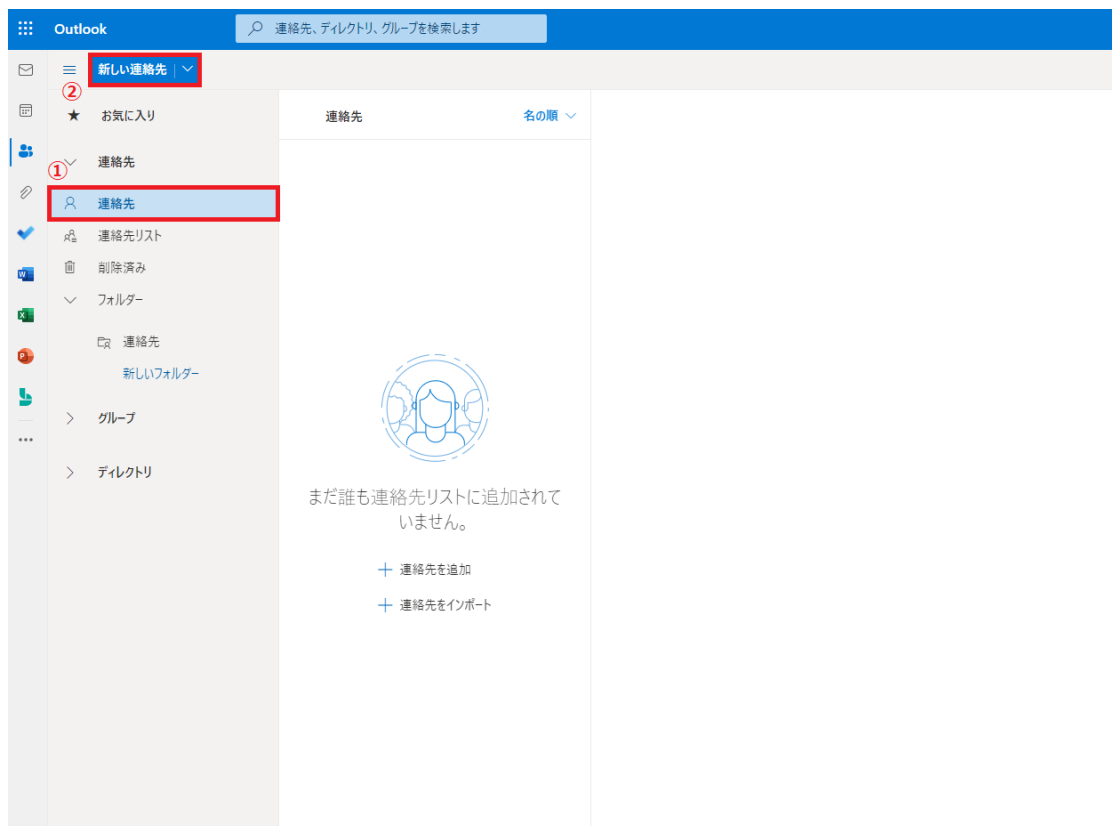 Outlook
連絡先、ディレクトリ、グループを検索します
新しい連絡先
②
お気に入り
①
連絡先
連絡先
連絡先リスト
削除済み
フォルダー
連絡先
新しいフォルダー
グループ
ディレクトリ
連絡先 名の順
まだ誰も連絡先リストに追加されて
いません。
連絡先を追加
連絡先をインポート
W
X
P
b